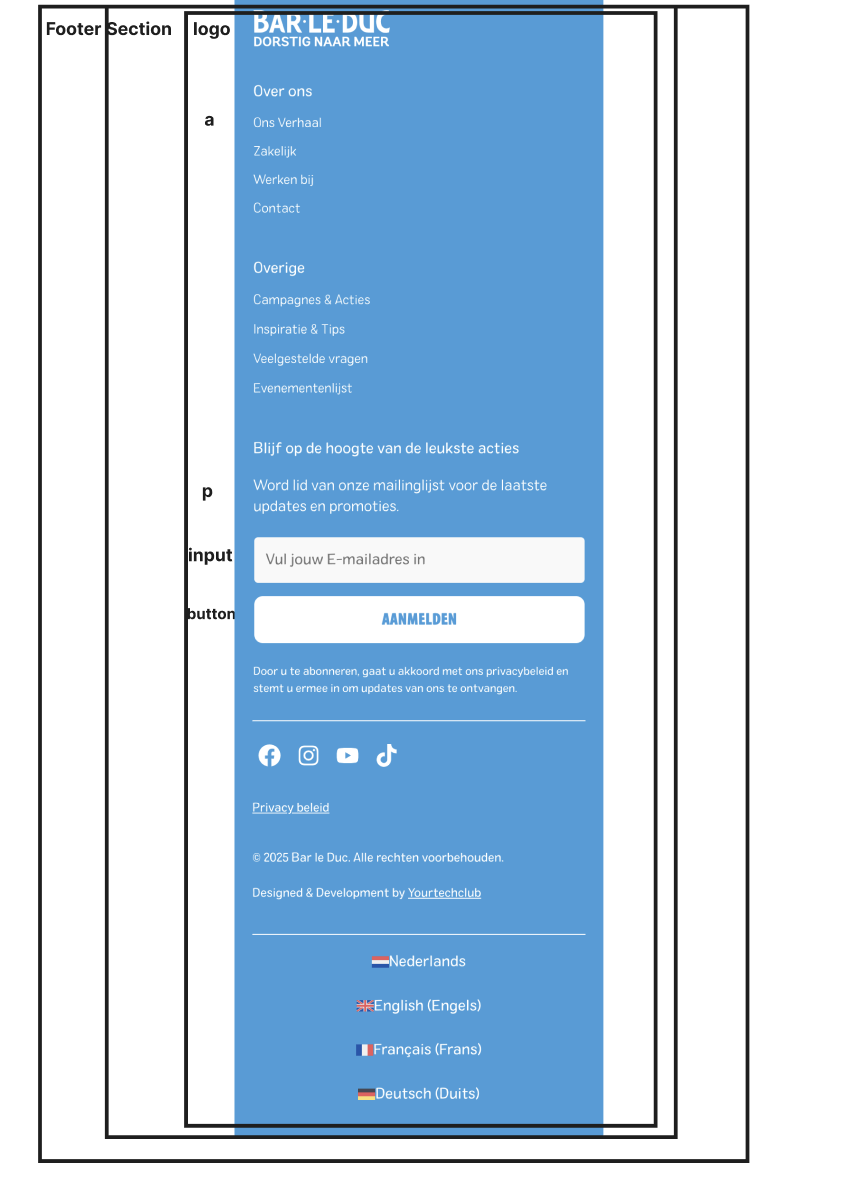 Footer Section logo BAR·LE·DUC
DORSTIG NAAR MEER
Over ons
a
Ons Verhaal
Zakelijk
Werken bij
Contact
Overige
Campagnes & Acties
Inspiratie & Tips
Veelgestelde vragen
Evenementenlijst
Blijf op de hoogte van de leukste acties
p
Word lid van onze mailinglijst voor de laatste
updates en promoties.
input
Vul jouw E-mailadres in
button
AANMELDEN
Door u te abonneren, gaat u akkoord met ons privacybeleid en
stemt u ermee in om updates van ons te ontvangen.
Privacy beleid
© 2025 Bar le Duc. Alle rechten voorbehouden.
Designed & Development by Yourtechclub
Nederlands
English (Engels)
Français (Frans)
Deutsch (Duits)